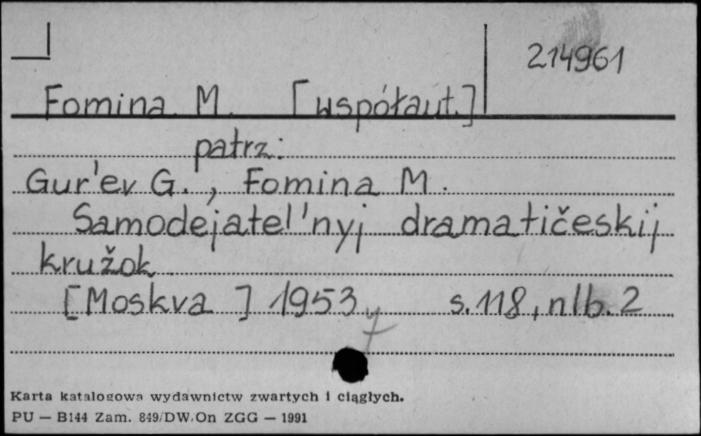 214961
Fomina M. [współaut.]
patrz:
Gur'ev G., Fomina M.
Samodejatel'nyj dramatičeskij
kružok
[Moskva] 1953 s. 118, nlb. 2
Karta katalogowa wydawnictw zwartych i ciągłych.
PU — B144 Zam. 849/DW.On ZGG — 1991